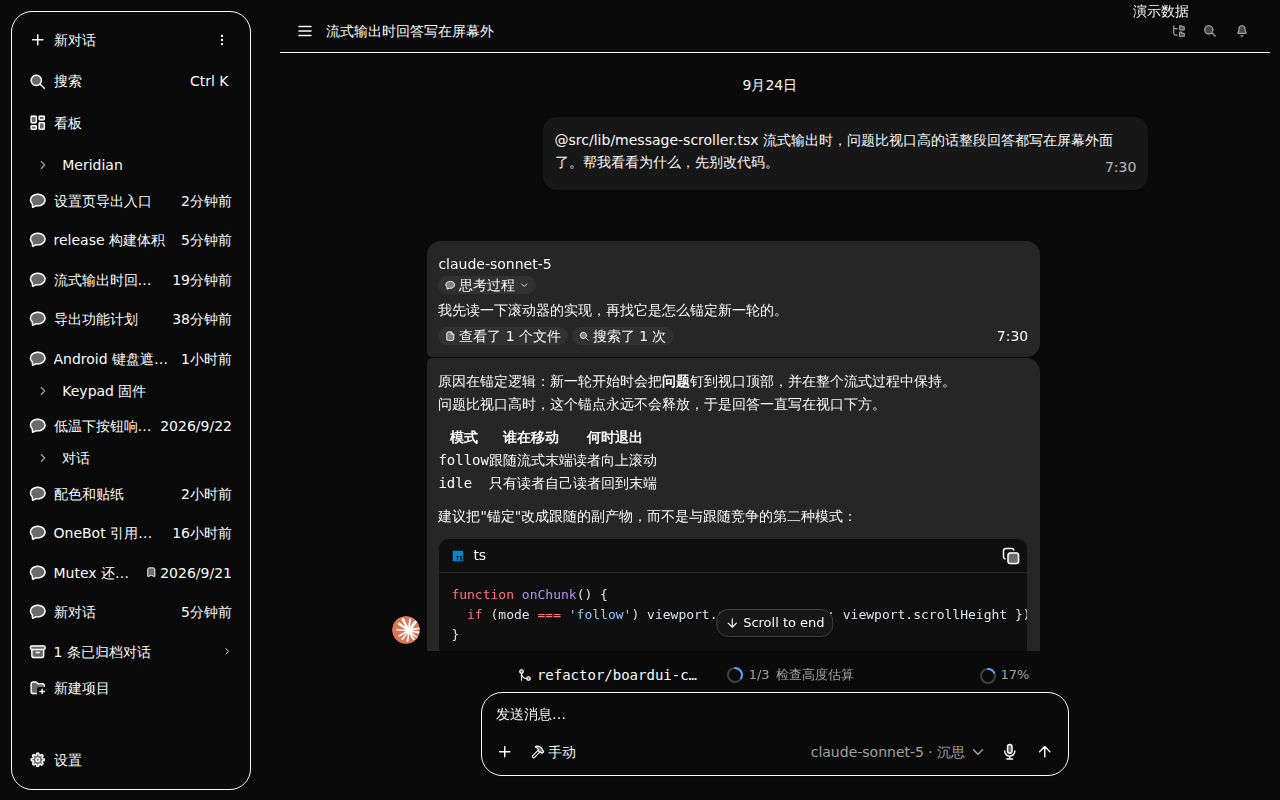 新对话
搜索 Ctrl K
看板
Meridian
设置页导出入口 2分钟前
release 构建体积 5分钟前
流式输出时回… 19分钟前
导出功能计划 38分钟前
Android 键盘遮… 1小时前
Keypad 固件
低温下按钮响… 2026/9/22
对话
配色和贴纸 2小时前
OneBot 引用… 16小时前
Mutex 还… 2026/9/21
新对话 5分钟前
1 条已归档对话
新建项目
设置
流式输出时回答写在屏幕外
演示数据
9月24日
@src/lib/message-scroller.tsx 流式输出时，问题比视口高的话整段回答都写在屏幕外面
了。帮我看看为什么，先别改代码。
7:30
claude-sonnet-5
思考过程
我先读一下滚动器的实现，再找它是怎么锚定新一轮的。
查看了 1 个文件 搜索了 1 次 7:30
原因在锚定逻辑：新一轮开始时会把问题钉到视口顶部，并在整个流式过程中保持。
问题比视口高时，这个锚点永远不会释放，于是回答一直写在视口下方。
模式 谁在移动 何时退出
follow 跟随流式末端 读者向上滚动
idle 只有读者自己 读者回到末端
建议把"锚定"改成跟随的副产物，而不是与跟随竞争的第二种模式：
ts
function onChunk() {
if (mode === 'follow') viewport. : viewport.scrollHeight })
}
Scroll to end
refactor/boardui-c… 1/3 检查高度估算 17%
发送消息…
手动 claude-sonnet-5 · 沉思